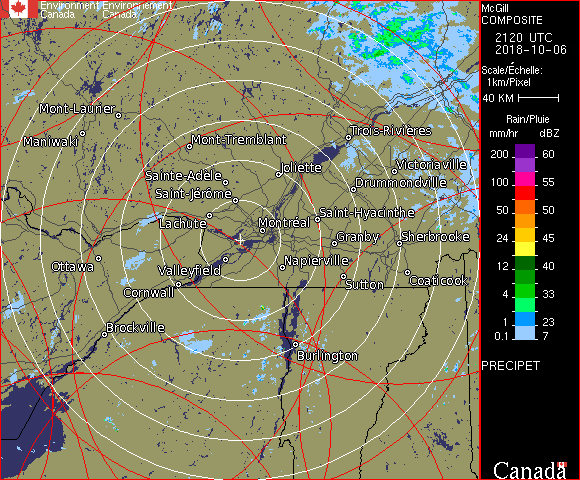 Environment Environnement
Canada Canada
McGill
COMPOSITE
2120 UTC
2018-10-06
Scale/Échelle:
1km/Pixel
40 KM
Rain/Pluie
mm/hr dBZ
200 60
100 55
50 50
24 45
12 40
4 33
1 23
0.1 7
PRECIPET
Canada
Mont-Laurier
Maniwaki
Mont-Tremblant
Trois-Rivières
Sainte-Adèle
Joliette
Victoriaville
Saint-Jérôme
Drummondville
Lachute
Montréal
Saint-Hyacinthe
Granby
Sherbrooke
Ottawa
Valleyfield
Napierville
Cornwall
Sutton
Coaticook
Brockville
Burlington